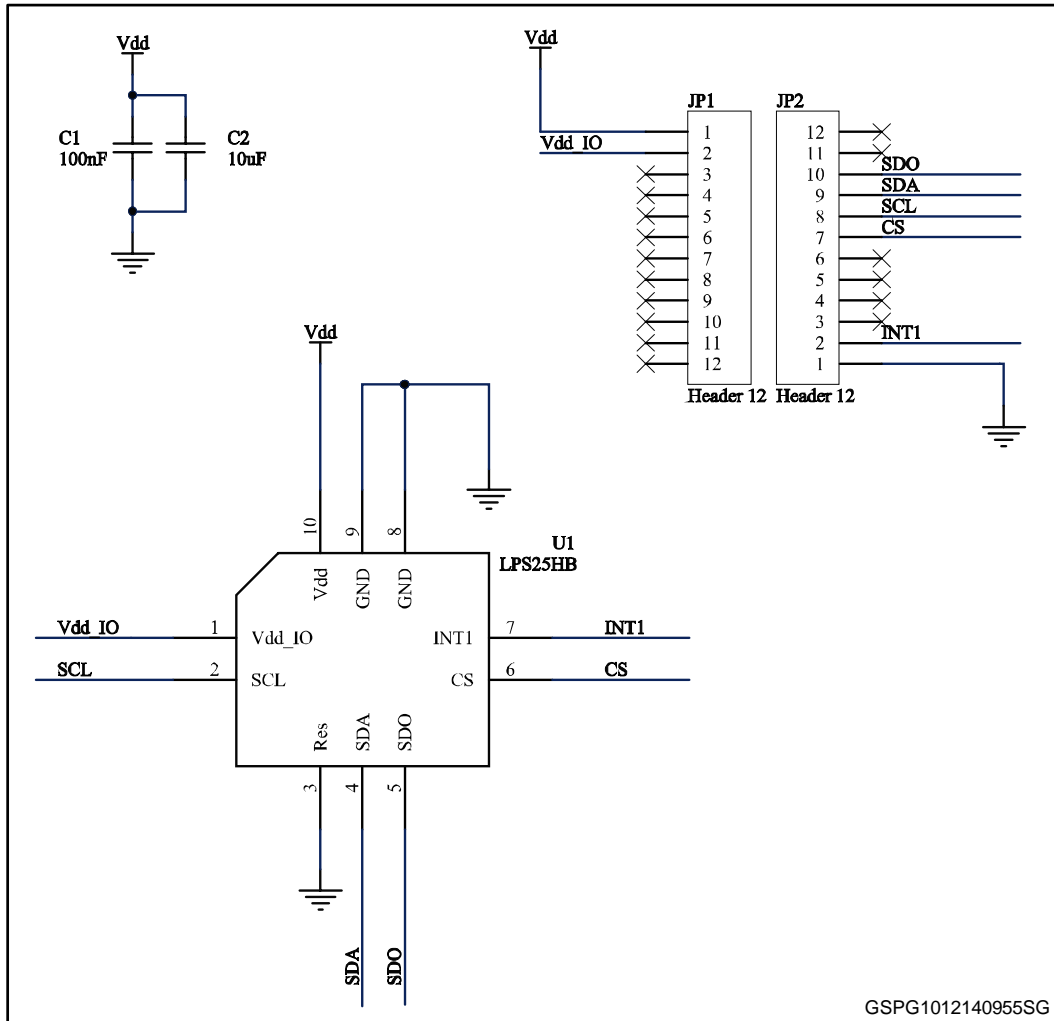 Vdd
C1
100nF
C2
10uF
Vdd
Vdd_IO
JP1
1
2
3
4
5
6
7
8
9
10
11
12
Header 12
JP2
12
11
10
9
8
7
6
5
4
3
2
1
Header 12
SDO
SDA
SCL
CS
INT1
Vdd
10
9
8
U1
LPS25HB
Vdd
GND
GND
Vdd_IO
1
Vdd_IO
INT1
7
INT1
SCL
2
SCL
CS
6
CS
Res
SDA
SDO
3
4
5
SDA
SDO
GSPG1012140955SG